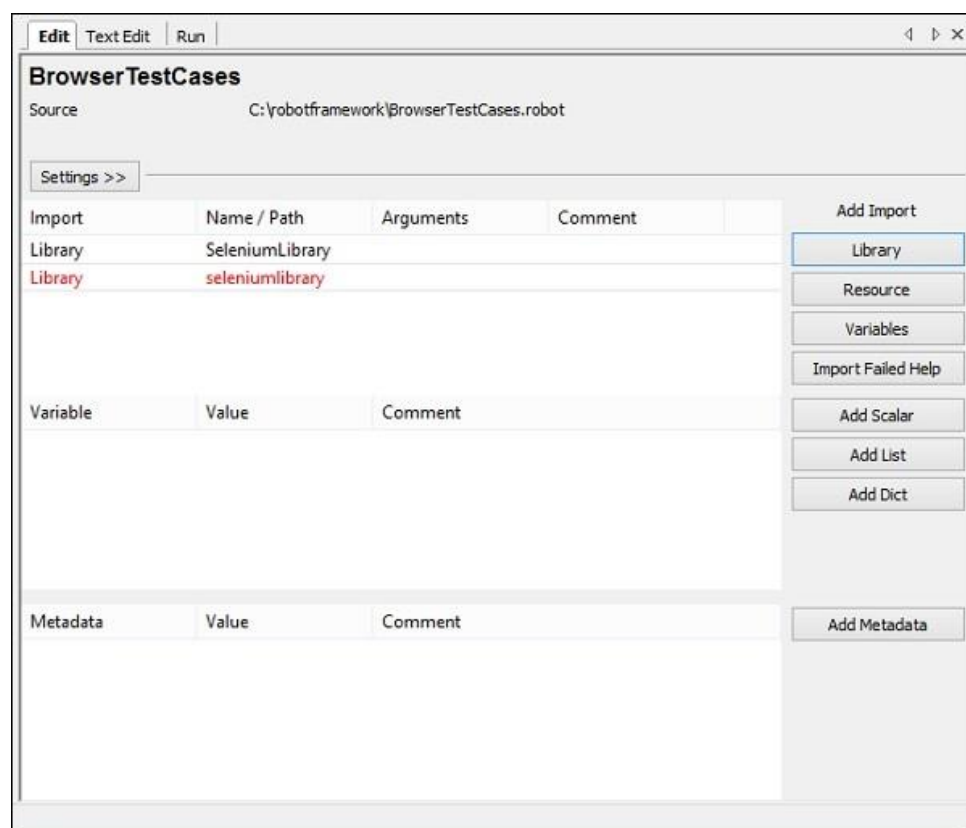 Edit Text Edit Run
BrowserTestCases
Source C:\robotframework\BrowserTestCases.robot
Settings >>
Import Name / Path Arguments Comment Add Import
Library SeleniumLibrary Library
Library seleniumlibrary
Resource
Variables
Import Failed Help
Variable Value Comment Add Scalar
Add List
Add Dict
Metadata Value Comment Add Metadata